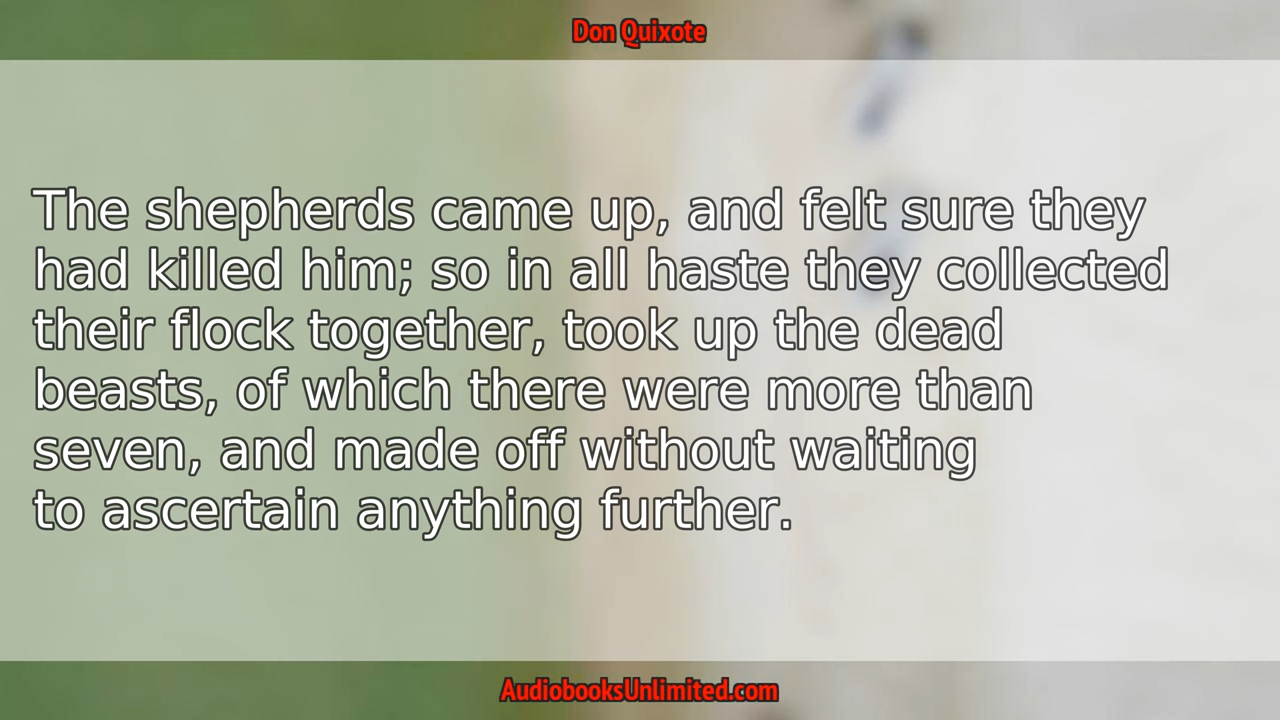 Don Quixote
The shepherds came up, and felt sure they
had killed him; so in all haste they collected
their flock together, took up the dead
beasts, of which there were more than
seven, and made off without waiting
to ascertain anything further.
AudiobooksUnlimited.com